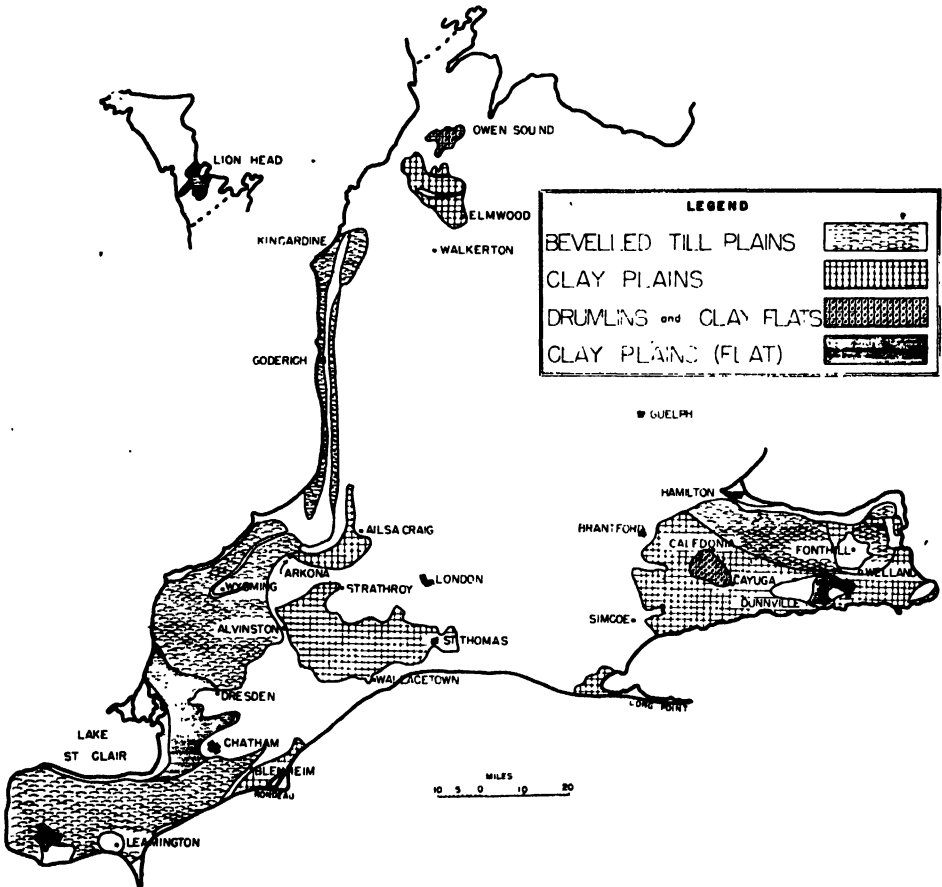 OWEN SOUND
LION HEAD
LEGEND
ELMWOOD
KINCARDINE
WALKERTON
BEVELLED TILL PLAINS
CLAY PLAINS
DRUMLINS and CLAY FLATS
CLAY PLAINS (FLAT)
GODERICH
GUELPH
HAMILTON
AILSA CRAIG
BRANTFORD
CALEDONIA
FONTHILL
ARKONA
WELLAND
WYOMING
STRATHROY
LONDON
CAYUGA
DUNNVILLE
SIMCOE
ALVINSTON
ST THOMAS
WALLACETOWN
DRESDEN
LONG POINT
LAKE
ST CLAIR
CHATHAM
BLENHEIM
RONDEAU
MILES
10 5 0 10 20
LEAMINGTON